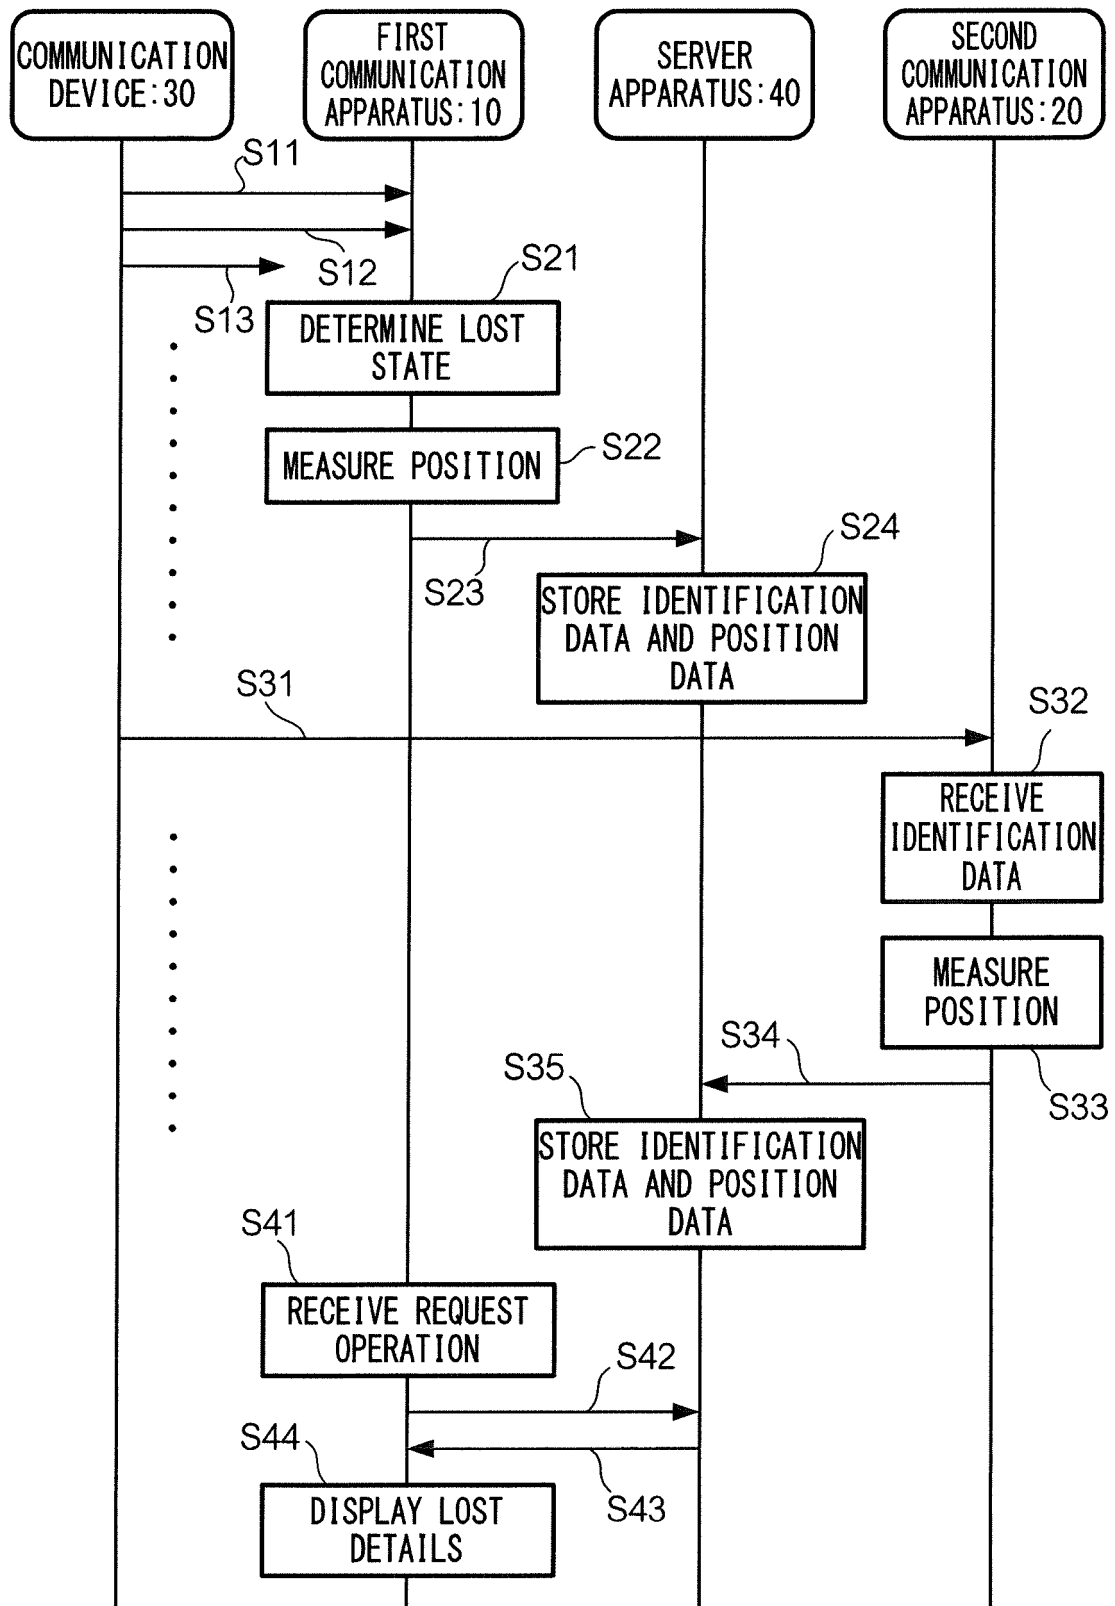 COMMUNICATION
DEVICE:30
FIRST
COMMUNICATION
APPARATUS:10
SERVER
APPARATUS:40
SECOND
COMMUNICATION
APPARATUS:20
S11
S12
S13
S21
DETERMINE LOST
STATE
MEASURE POSITION
S22
S23
S24
STORE IDENTIFICATION
DATA AND POSITION
DATA
S31
S32
RECEIVE
IDENTIFICATION
DATA
MEASURE
POSITION
S33
S34
S35
STORE IDENTIFICATION
DATA AND POSITION
DATA
S41
RECEIVE REQUEST
OPERATION
S42
S43
S44
DISPLAY LOST
DETAILS